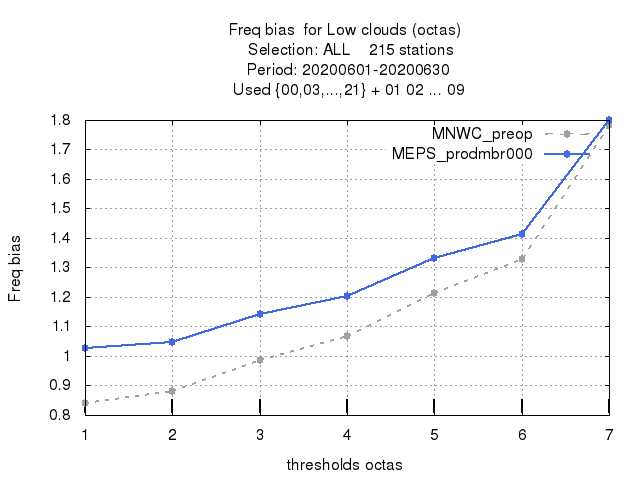 Freq bias  for Low clouds (octas)
Selection: ALL    215 stations
Period: 20200601-20200630
Used {00,03,...,21} + 01 02 ... 09
MNWC_preop
MEPS_prodmbr000
1.8
1.7
1.6
1.5
1.4
1.3
1.2
1.1
1
0.9
0.8
Freq bias
1 2 3 4 5 6 7
thresholds octas